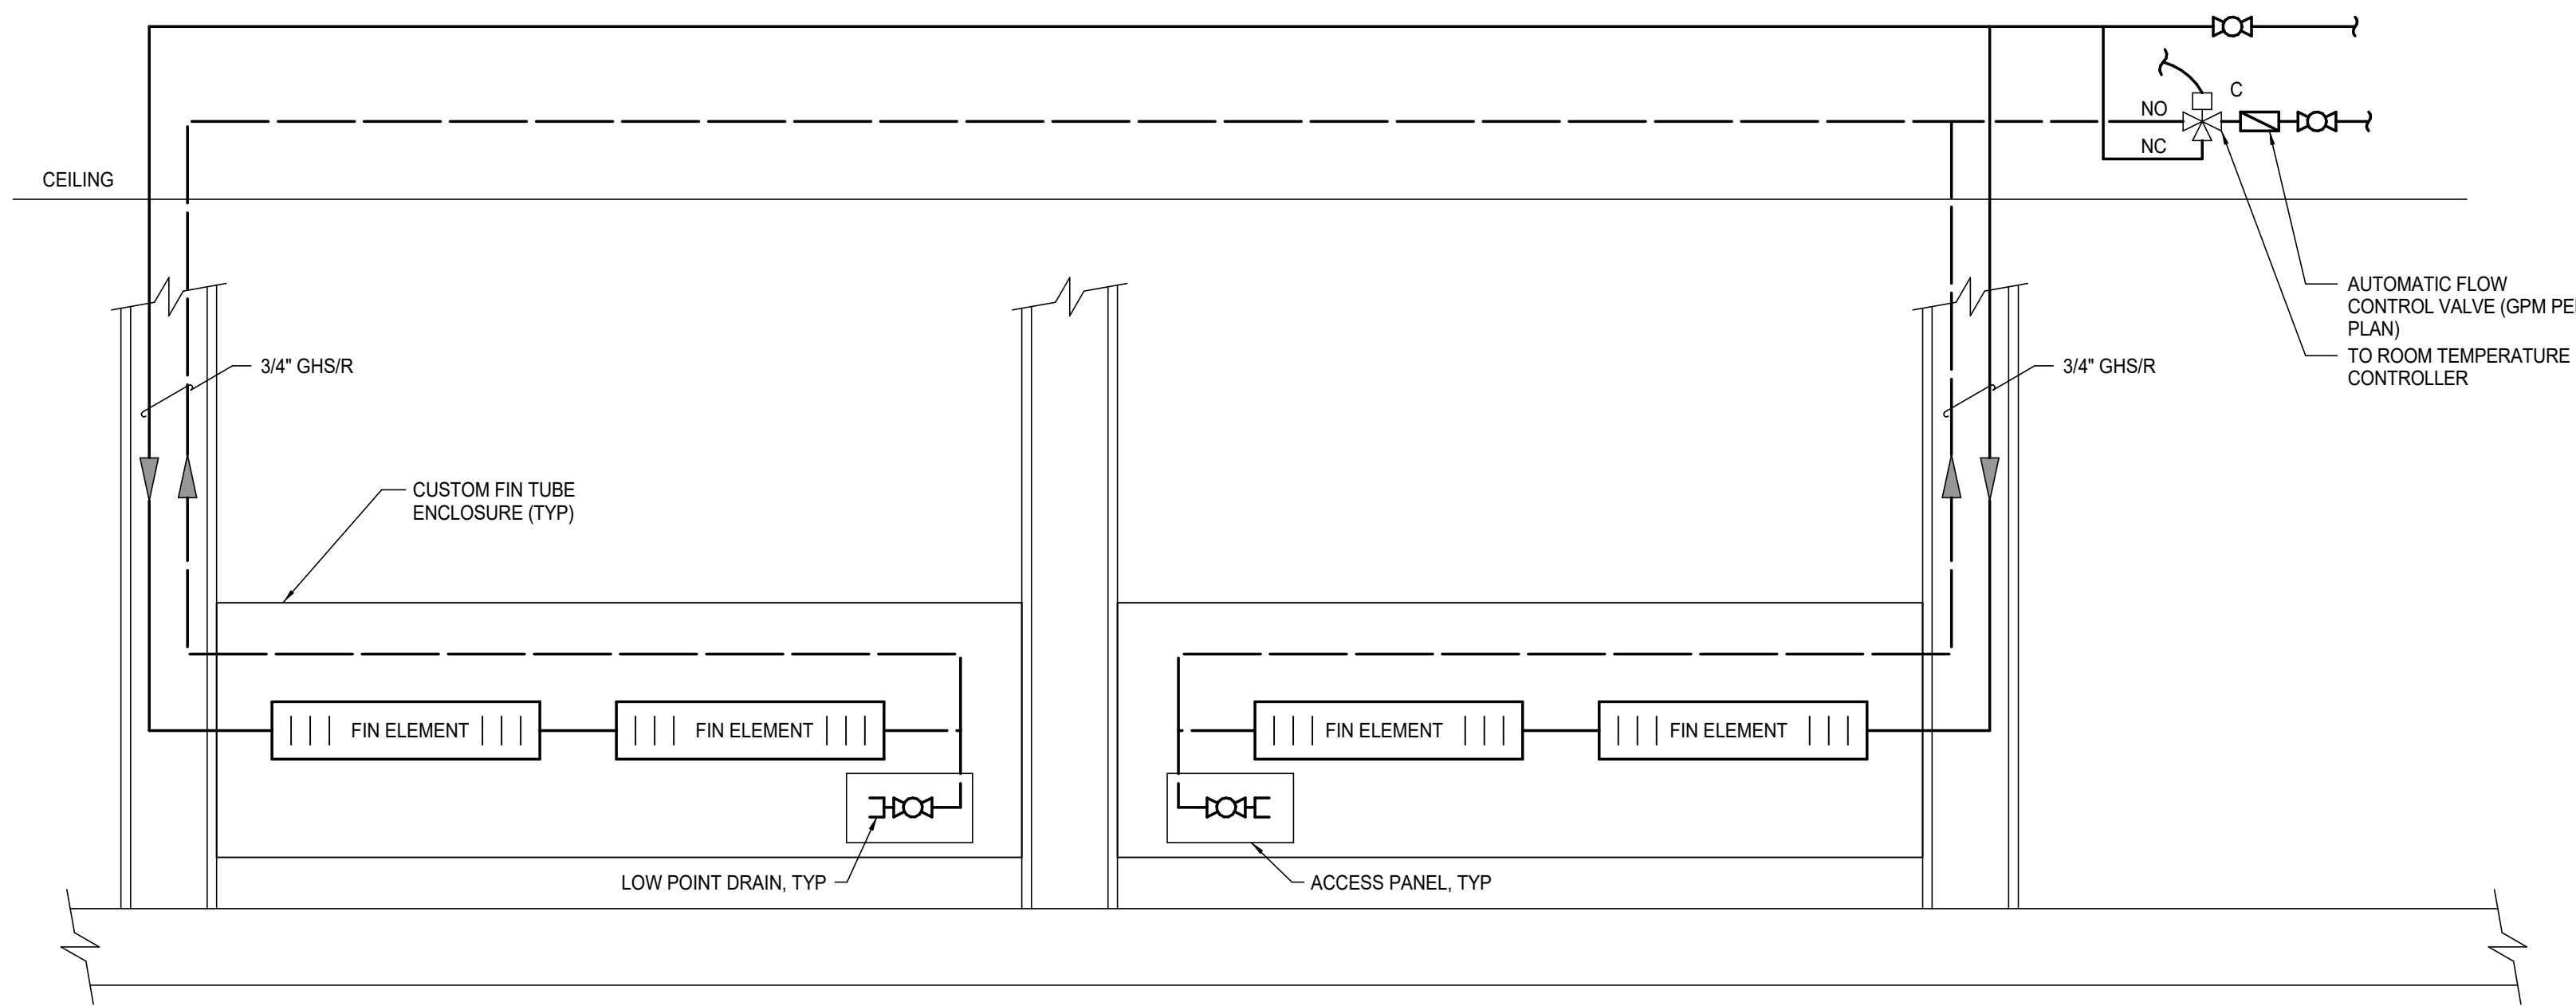 C
NO
NC
CEILING
AUTOMATIC FLOW
CONTROL VALVE (GPM
PLAN)
TO ROOM TEMPERATURE
CONTROLLER
3/4" GHS/R
3/4" GHS/R
CUSTOM FIN TUBE
ENCLOSURE (TYP)
FIN ELEMENT
FIN ELEMENT
FIN ELEMENT
FIN ELEMENT
LOW POINT DRAIN, TYP
ACCESS PANEL, TYP